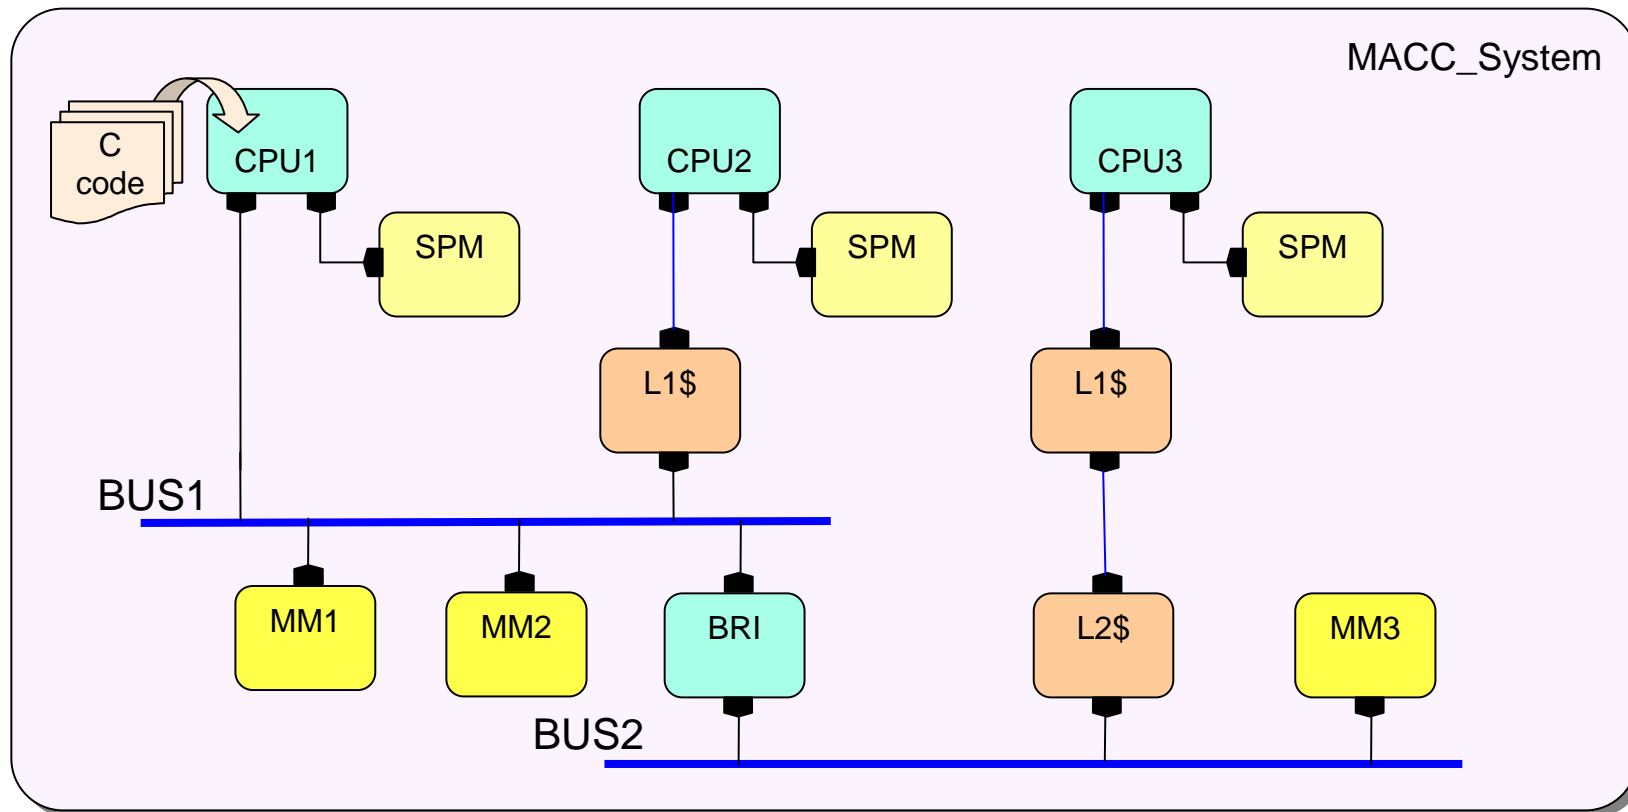 MACC_System
C
code
CPU1
CPU2
CPU3
SPM
SPM
SPM
L1$
L1$
BUS1
MM1
MM2
BRI
L2$
MM3
BUS2